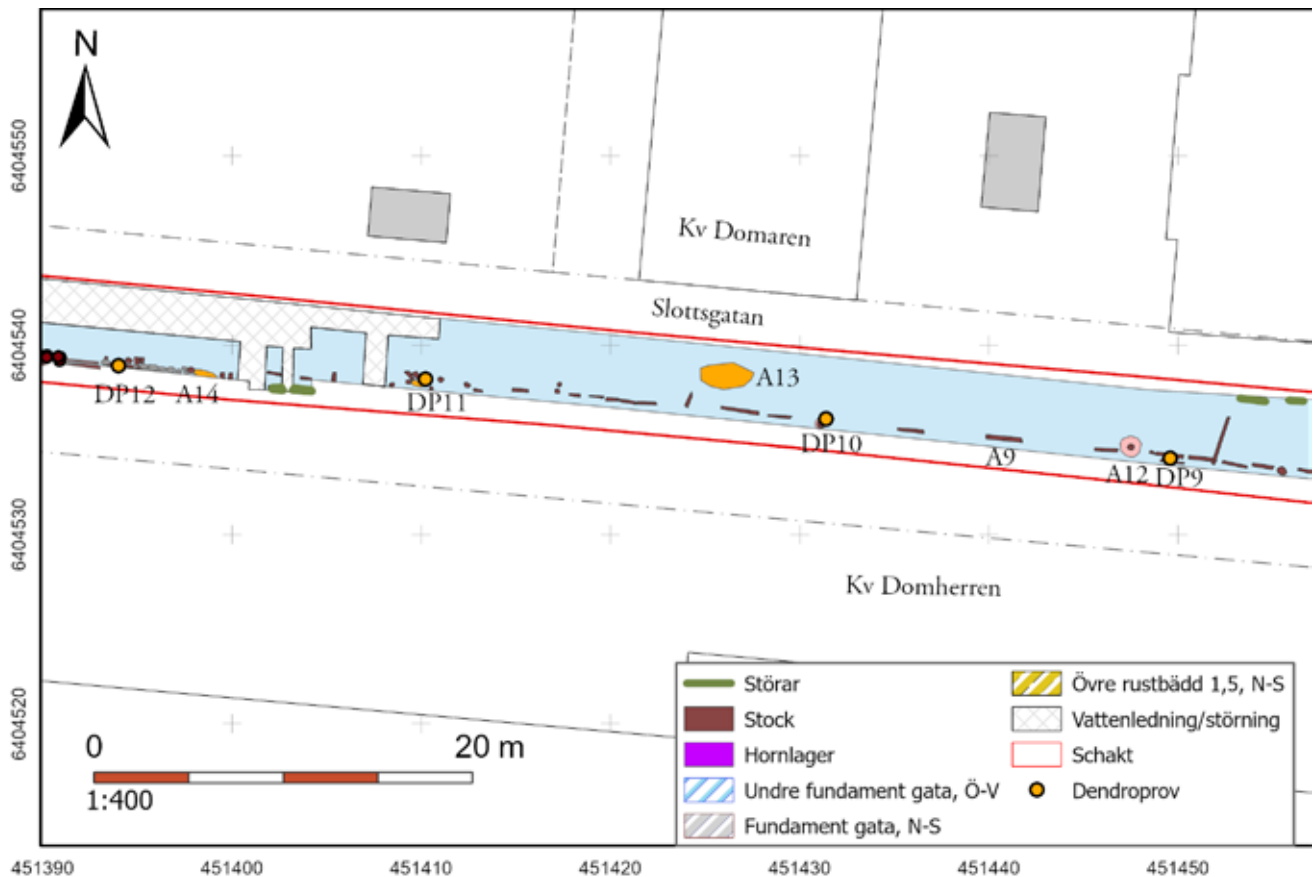 N
6404550
6404540
6404530
6404520
Kv Domaren
Slottsgatan
DP12
A14
DP11
A13
DP10
A9
A12
DP9
Kv Domherren
0
20 m
1:400
Störar
Stock
Hornlager
Undre fundament gata, Ö-V
Fundament gata, N-S
Övre rustbädd 1,5, N-S
Vattenledning/störning
Schakt
Dendroprov
451390
451400
451410
451420
451430
451440
451450